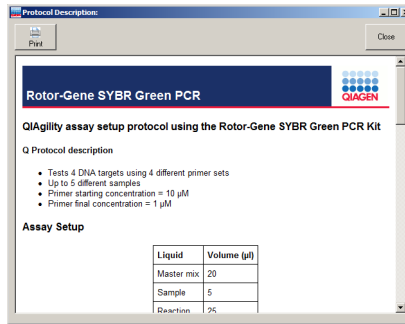 Protocol Description:
Print
Close
Rotor-Gene SYBR Green PCR
QIAGEN
QIAgility assay setup protocol using the Rotor-Gene SYBR Green PCR Kit
Q Protocol description
• Tests 4 DNA targets using 4 different primer sets
• Up to 5 different samples
• Primer starting concentration = 10 µM
• Primer final concentration = 1 µM
Assay Setup
Liquid Volume (µl)
Master mix 20
Sample 5
Reaction 25